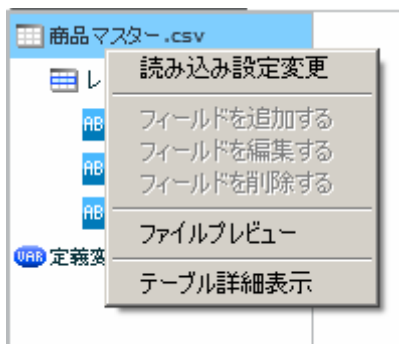 商品マスター.csv
読み込み設定変更
レ
フィールドを追加する
AB
フィールドを編集する
AB
フィールドを削除する
AB
ファイルプレビュー
VAR 定義変
テーブル詳細表示